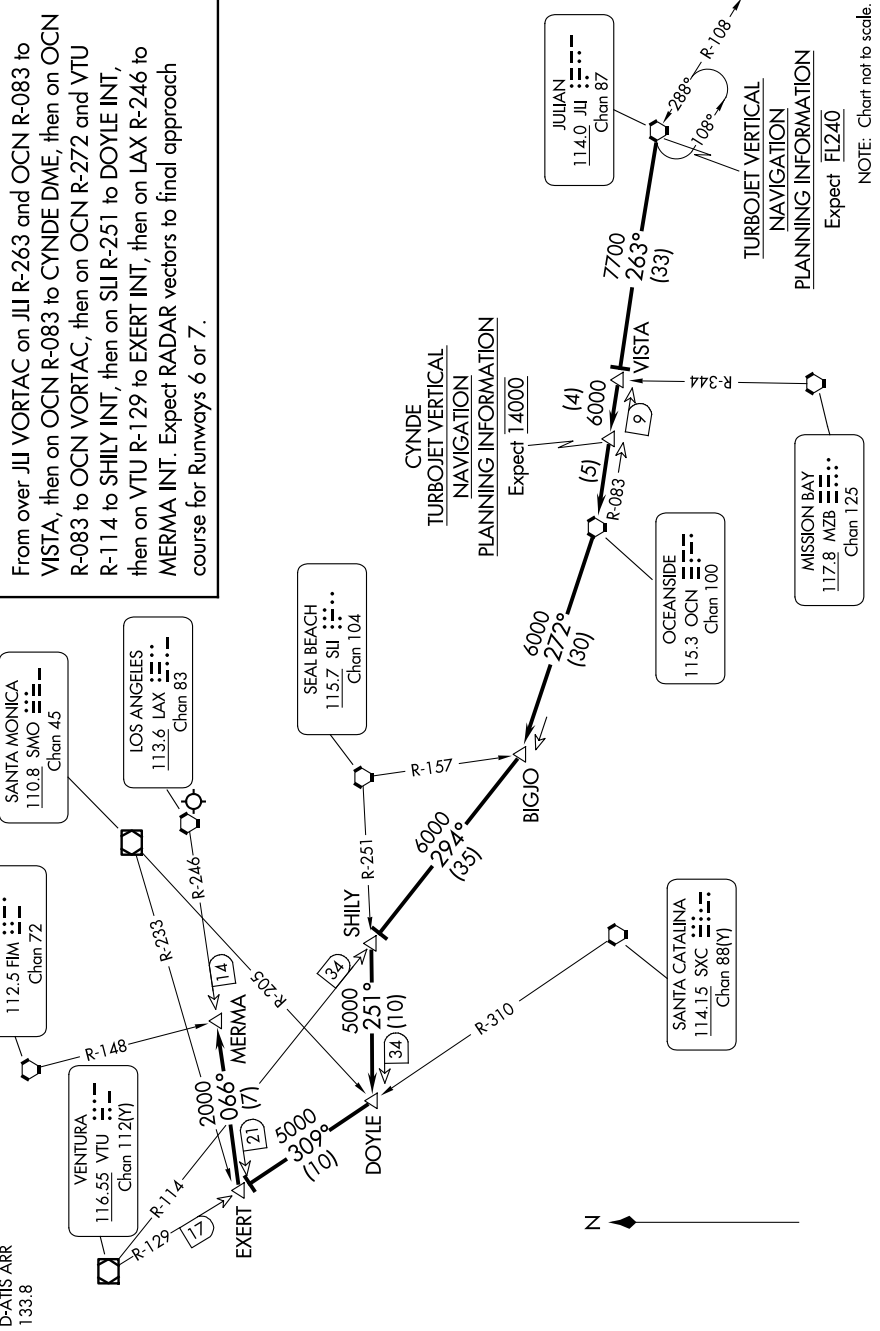 From over JLI VORTAC on JLI R-263 and OCN R-083 to
VISTA, then on OCN R-083 to CYNDE DME, then on OCN
R-083 to OCN VORTAC, then on OCN R-272 and VTU
R-114 to SHILY INT, then on SLI R-251 to DOYLE INT,
then on VTU R-129 to EXERT INT, then on LAX R-246 to
MERMA INT. Expect RADAR vectors to final approach
course for Runways 6 or 7.
D-ATIS ARR
133.8
112.5 FIM
Chan 72
SANTA MONICA
110.8 SMO
Chan 45
LOS ANGELES
113.6 LAX
Chan 83
VENTURA
116.55 VTU
Chan 112(Y)
SEAL BEACH
115.7 SLI
Chan 104
R-148
R-233
R-246
R-205
R-114
R-129
17
14
MERMA
2000
066°
(7)
21
EXERT
5000
309°
(10)
DOYLE
34
34
SHILY
5000
251°
(10)
R-251
R-157
R-310
SANTA CATALINA
114.15 SXC
Chan 88(Y)
6000
294°
(35)
BIGJO
6000
272°
(30)
OCEANSIDE
115.3 OCN
Chan 100
CYNDE
TURBOJET VERTICAL
NAVIGATION
PLANNING INFORMATION
Expect 14000
R-083
(5)
(4)
6000
9
VISTA
R-344
MISSION BAY
117.8 MZB
Chan 125
7700
263°
(33)
JULIAN
114.0 JLI
Chan 87
288°
R-108
108°
TURBOJET VERTICAL
NAVIGATION
PLANNING INFORMATION
Expect FL240
N
NOTE: Chart not to scale.